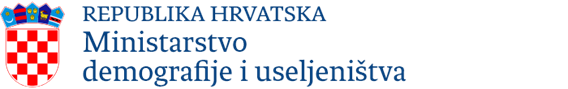 REPUBLIKA HRVATSKA
Ministarstvo
demografije i useljeništva